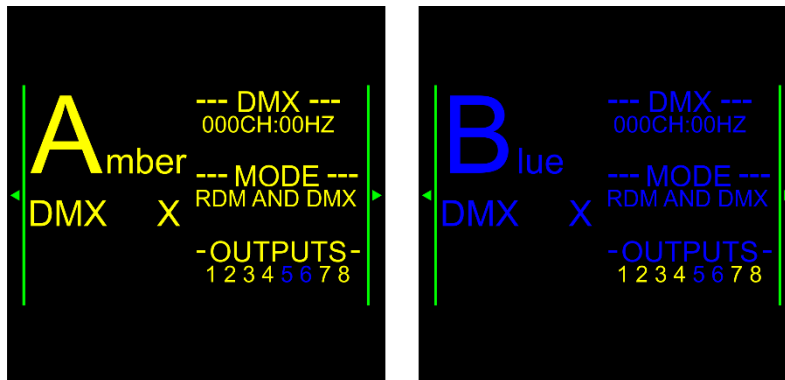 Amber
DMX X
--- DMX ---
000CH:00HZ
--- MODE ---
RDM AND DMX
-OUTPUTS-
1 2 3 4 5 6 7 8
Blue
DMX X
--- DMX ---
000CH:00HZ
--- MODE ---
RDM AND DMX
-OUTPUTS-
1 2 3 4 5 6 7 8